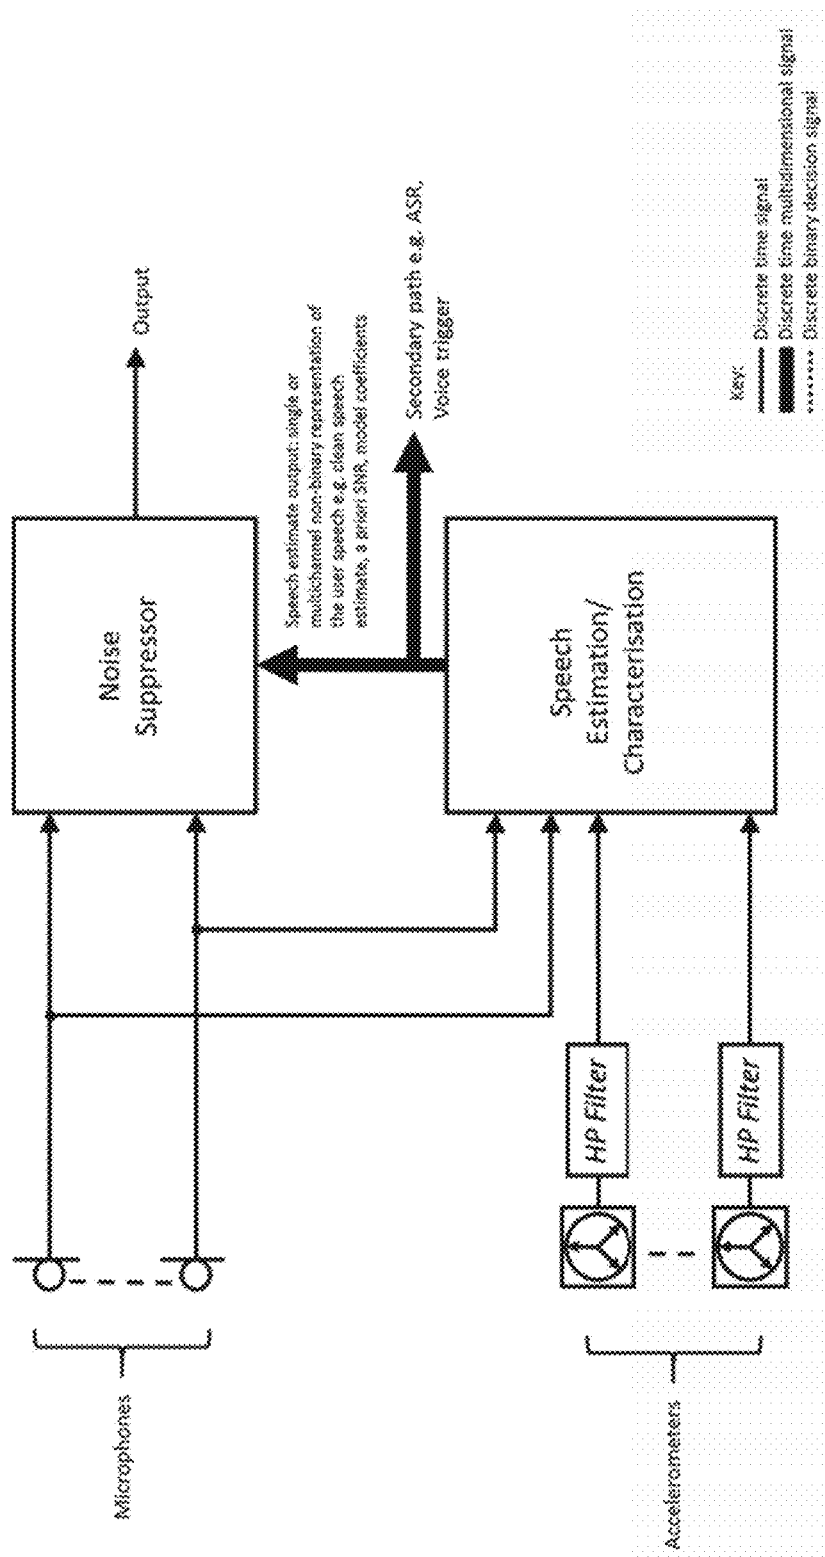 Microphones
Noise
Suppressor
Output
Speech estimate output: single or
multichannel non-binary representation of
the user speech e.g. clean speech
estimate, a priori SNR, model coefficients
Secondary path e.g. ASR,
Voice trigger
Speech
Estimation/
Characterisation
HP Filter
HP Filter
Accelerometers
Key:
Discrete time signal
Discrete time multidimensional signal
Discrete binary decision signal